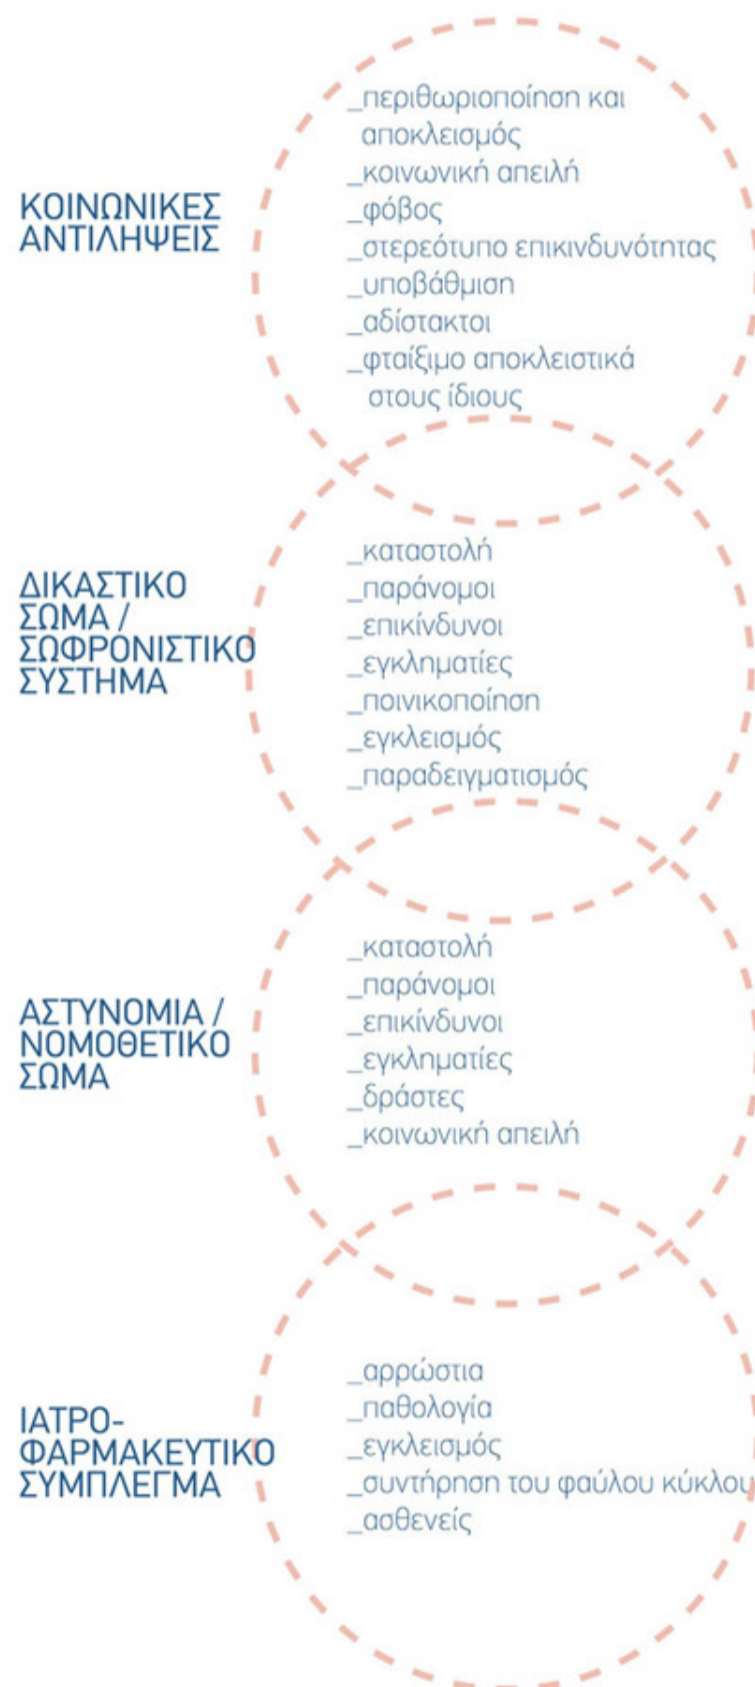 ΚΟΙΝΩΝΙΚΕΣ
ΑΝΤΙΛΗΨΕΙΣ
_περιθωριοποίηση και
αποκλεισμός
_κοινωνική απειλή
_φόβος
_στερεότυπο επικινδυνότητας
_υποβάθμιση
_αδίστακτοι
_φταίξιμο αποκλειστικά
στους ίδιους
ΔΙΚΑΣΤΙΚΟ
ΣΩΜΑ /
ΣΩΦΡΟΝΙΣΤΙΚΟ
ΣΥΣΤΗΜΑ
_καταστολή
_παράνομοι
_επικίνδυνοι
_εγκληματίες
_ποινικοποίηση
_εγκλεισμός
_παραδειγματισμός
ΑΣΤΥΝΟΜΙΑ /
ΝΟΜΟΘΕΤΙΚΟ
ΣΩΜΑ
_καταστολή
_παράνομοι
_επικίνδυνοι
_εγκληματίες
_δράστες
_κοινωνική απειλή
ΙΑΤΡΟ-
ΦΑΡΜΑΚΕΥΤΙΚΟ
ΣΥΜΠΛΕΓΜΑ
_αρρώστια
_παθολογία
_εγκλεισμός
_συντήρηση του φαύλου κύκλου
_ασθενείς